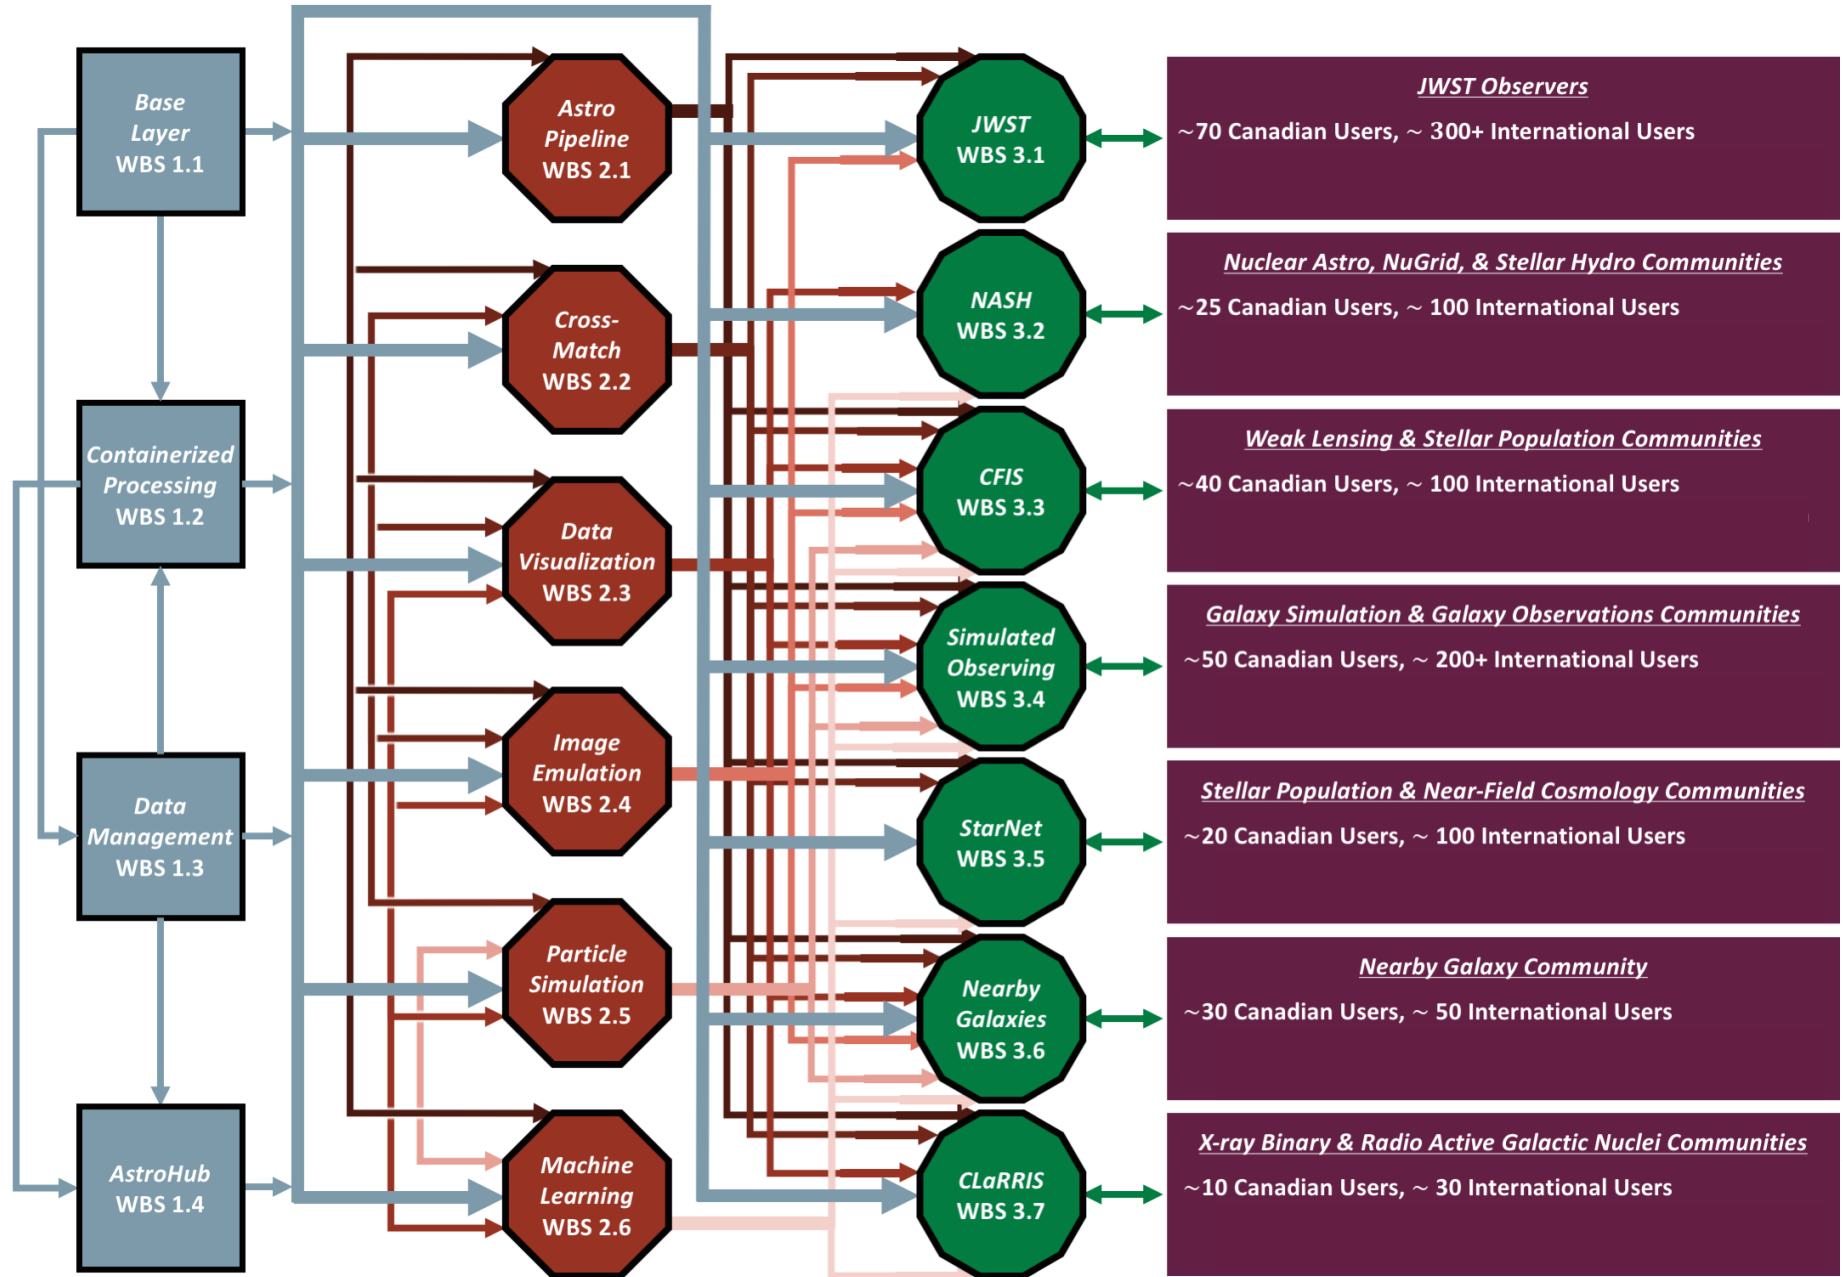 Base
Layer
WBS 1.1
Containerized
Processing
WBS 1.2
Data
Management
WBS 1.3
AstroHub
WBS 1.4
Astro
Pipeline
WBS 2.1
Cross-
Match
WBS 2.2
Data
Visualization
WBS 2.3
Image
Emulation
WBS 2.4
Particle
Simulation
WBS 2.5
Machine
Learning
WBS 2.6
JWST
WBS 3.1
NASH
WBS 3.2
CFIS
WBS 3.3
Simulated
Observing
WBS 3.4
StarNet
WBS 3.5
Nearby
Galaxies
WBS 3.6
CLaRRIS
WBS 3.7
JWST Observers
~70 Canadian Users, ~ 300+ International Users
Nuclear Astro, NuGrid, & Stellar Hydro Communities
~25 Canadian Users, ~ 100 International Users
Weak Lensing & Stellar Population Communities
~40 Canadian Users, ~ 100 International Users
Galaxy Simulation & Galaxy Observations Communities
~50 Canadian Users, ~ 200+ International Users
Stellar Population & Near-Field Cosmology Communities
~20 Canadian Users, ~ 100 International Users
Nearby Galaxy Community
~30 Canadian Users, ~ 50 International Users
X-ray Binary & Radio Active Galactic Nuclei Communities
~10 Canadian Users, ~ 30 International Users